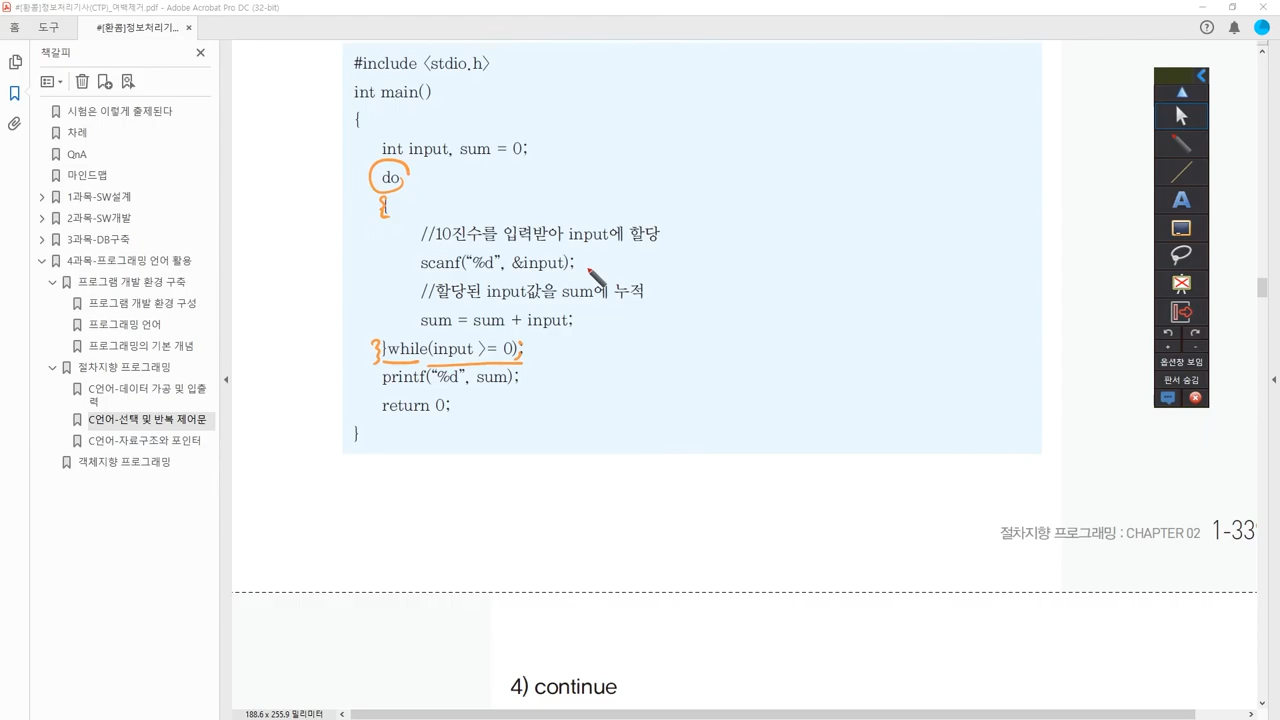 #[환콤]정보처리기사(CTP)_여백제거.pdf - Adobe Acrobat Pro DC (32-bit)
홈 도구 #[환콤]정보처리기... ×
책갈피
시험은 이렇게 출제된다
차례
QnA
마인드맵
1과목-SW설계
2과목-SW개발
3과목-DB구축
4과목-프로그래밍 언어 활용
프로그램 개발 환경 구축
프로그램 개발 환경 구성
프로그래밍 언어
프로그래밍의 기본 개념
절차지향 프로그래밍
C언어-데이터 가공 및 입출
력
C언어-선택 및 반복 제어문
C언어-자료구조와 포인터
객체지향 프로그래밍
#include <stdio.h>
int main()
{
int input, sum = 0;
do
{
//10진수를 입력받아 input에 할당
scanf("%d", &input);
//할당된 input값을 sum에 누적
sum = sum + input;
}while(input >= 0);
printf("%d", sum);
return 0;
}
절차지향 프로그래밍 : CHAPTER 02 1-339
4) continue
188.6 x 255.9 밀리미터
A
옵션창 보임
판서 숨김